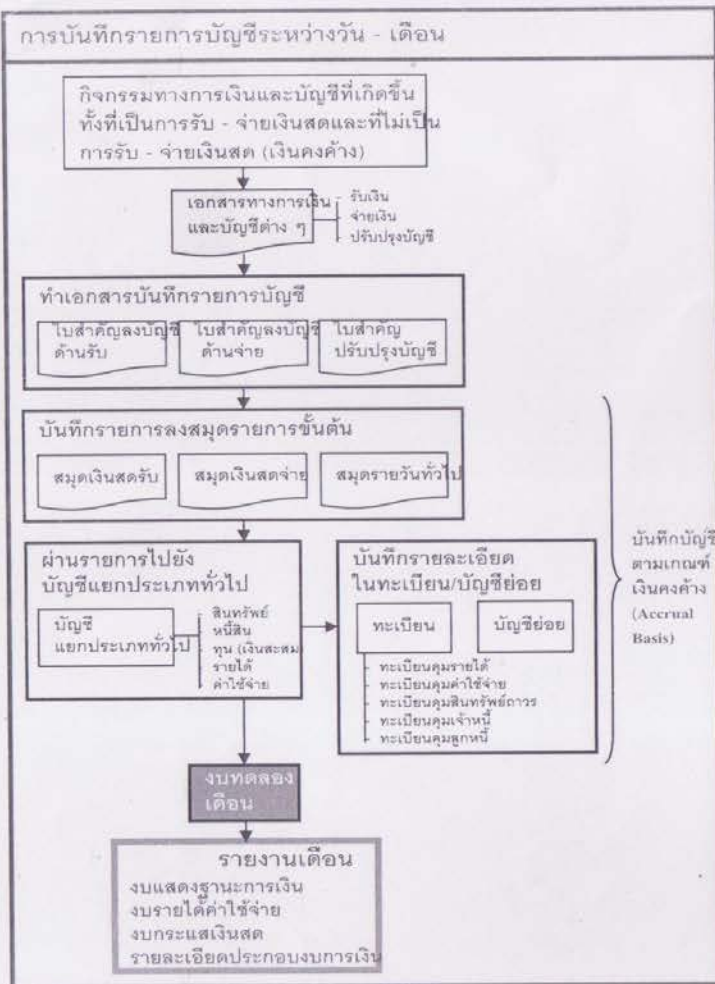 การบันทึกรายการบัญชีระหว่างวัน - เดือน
กิจกรรมทางการเงินและบัญชีที่เกิดขึ้น
ทั้งที่เป็นการรับ - จ่ายเงินสดและที่ไม่เป็น
การรับ - จ่ายเงินสด (เงินคงค้าง)
เอกสารทางการเงิน
และบัญชีต่าง ๆ
รับเงิน
จ่ายเงิน
ปรับปรุงบัญชี
ทำเอกสารบันทึกรายการบัญชี
ใบสำคัญลงบัญชี
ด้านรับ
ใบสำคัญลงบัญชี
ด้านจ่าย
ใบสำคัญ
ปรับปรุงบัญชี
บันทึกรายการลงสมุดรายการขั้นต้น
สมุดเงินสดรับ
สมุดเงินสดจ่าย
สมุดรายวันทั่วไป
ผ่านรายการไปยัง
บัญชีแยกประเภททั่วไป
บัญชี
แยกประเภททั่วไป
สินทรัพย์
หนี้สิน
ทุน (เงินสะสม
รายได้
ค่าใช้จ่าย
บันทึกรายละเอียด
ในทะเบียน/บัญชีย่อย
ทะเบียน
บัญชีย่อย
ทะเบียนคุมรายได้
ทะเบียนคุมค่าใช้จ่าย
ทะเบียนคุมสินทรัพย์ถาวร
ทะเบียนคุมเจ้าหนี้
ทะเบียนคุมลูกหนี้
บันทึกบัญชี
ตามเกณฑ์
เงินคงค้าง
(Accrual
Basis)
งบทดลอง
เดือน
รายงานเดือน
งบแสดงฐานะการเงิน
งบรายได้ค่าใช้จ่าย
งบกระแสเงินสด
รายละเอียดประกอบงบการเงิน